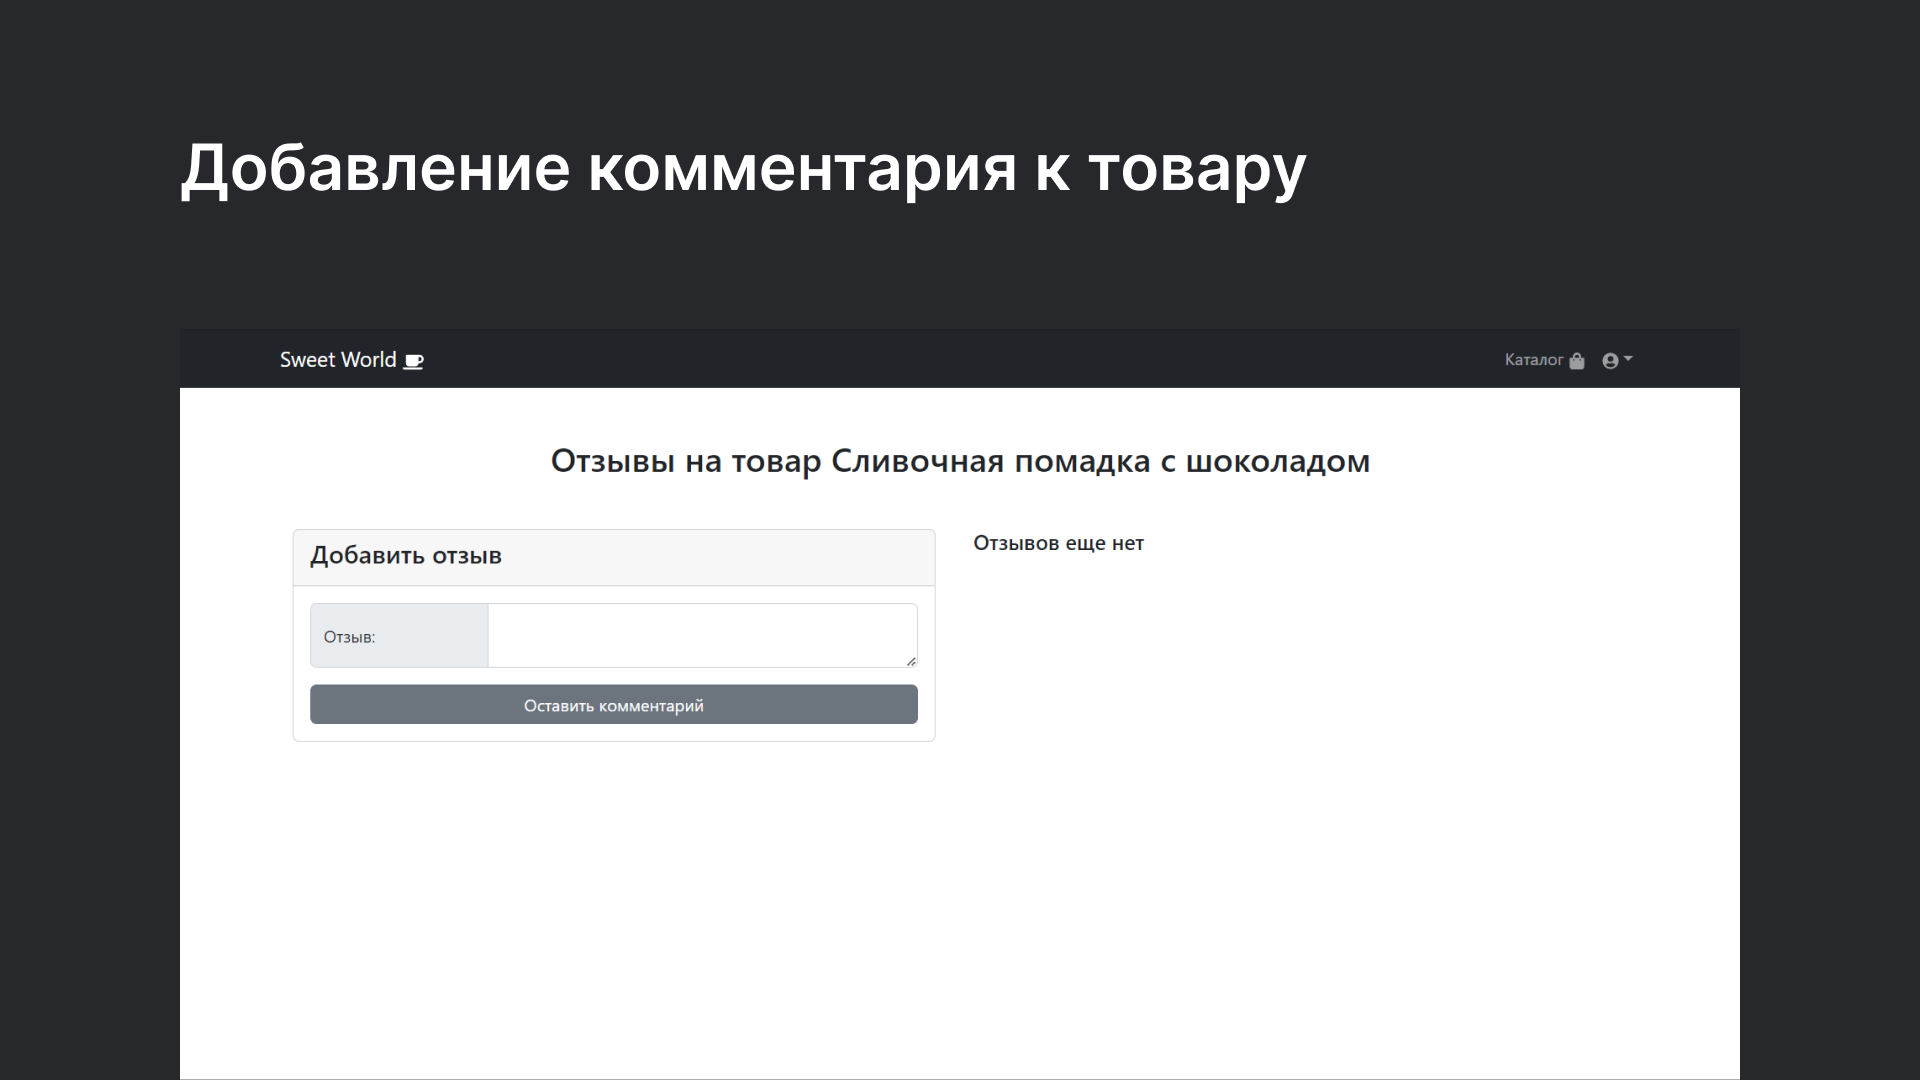 Добавление комментария к товару
Sweet World
Каталог
Отзывы на товар Сливочная помадка с шоколадом
Добавить отзыв
Отзывов еще нет
Отзыв:
Оставить комментарий